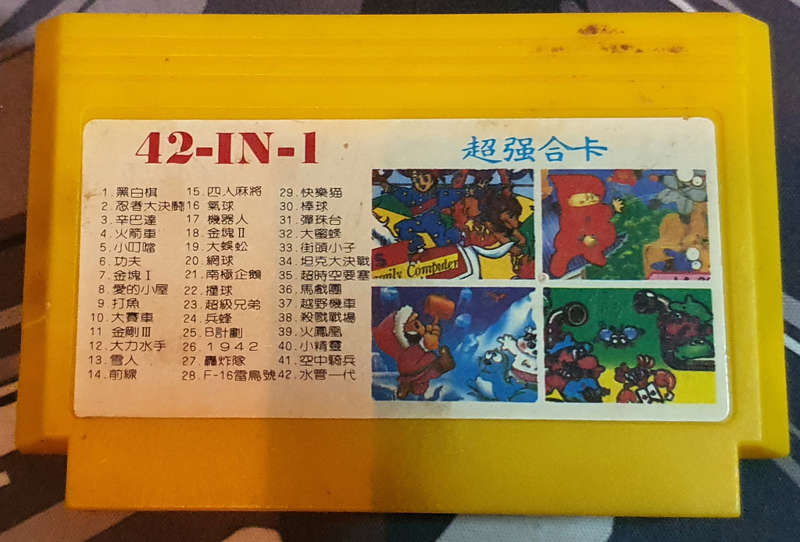 42-IN-1
超强合卡
1.黑白棋
2.忍者大決鬪
3.辛巴達
4.火箭車
5.小叮噹
6.功夫
7.金塊Ⅰ
8.愛的小屋
9.打魚
10.大賽車
11.金剛Ⅲ
12.大力水手
13.雪人
14.前線
15.四人麻將
16 氣球
17 機器人
18.金塊Ⅱ
19.大蜈蚣
20.網球
21.南極企鵝
22.撞球
23.超級兄弟
24.兵蜂
25.B計劃
26.1942
27.轟炸隊
28.F-16雷鳥號
29.快樂猫
30.棒球
31.彈珠台
32.大蜜蜂
33.街頭小子
34.坦克大決戰
35.超時空要塞
36.馬戲團
37.越野機車
38.殺戮戰場
39.火鳳凰
40.小精靈
41.空中騎兵
42.水管一代
Family Computer